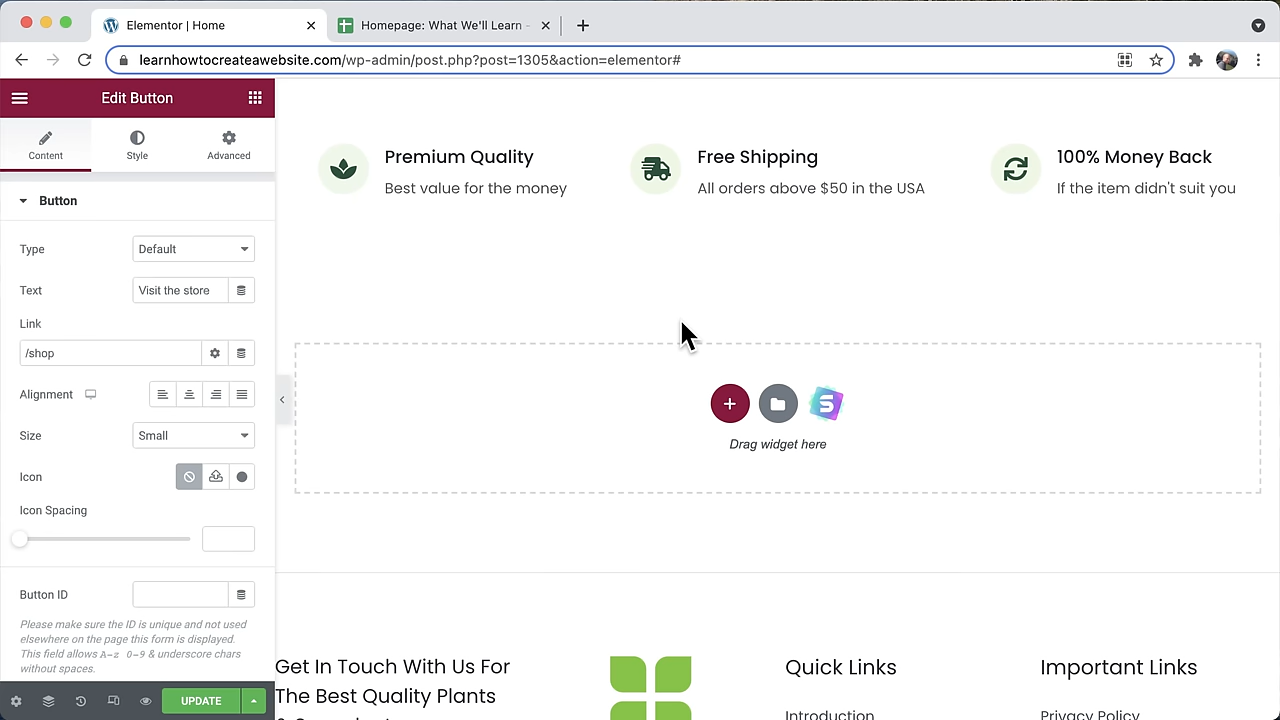 Elementor | Home
Homepage: What We'll Learn
learnhowtocreateawebsite.com/wp-admin/post.php?post=1305&action=elementor#
Edit Button
Content
Style
Advanced
Button
Type
Default
Text
Visit the store
Link
/shop
Alignment
Size
Small
Icon
Icon Spacing
Button ID
Please make sure the ID is unique and not used
elsewhere on the page this form is displayed.
This field allows A-z 0-9 & underscore chars
without spaces.
UPDATE
Premium Quality
Best value for the money
Free Shipping
All orders above $50 in the USA
100% Money Back
If the item didn't suit you
Drag widget here
Get In Touch With Us For
The Best Quality Plants
Quick Links
Introduction
Important Links
Privacy Policy